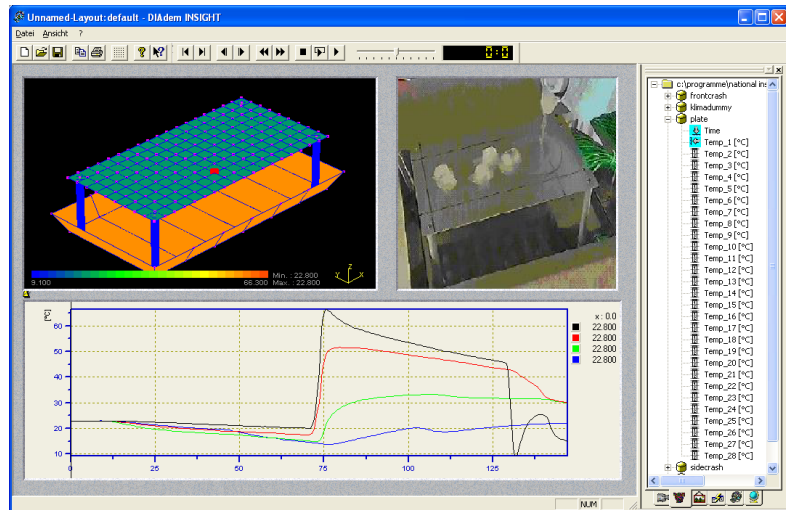 Unnamed-Layout:default - DIAdem INSIGHT
Datei Ansicht ?
0:0
Min. : 22.800
Max. : 22.800
9.100 66.300
z
y x
[°C]
x : 0.0
22.800
22.800
22.800
22.800
60
50
40
30
20
10
0 25 50 75 100 125
c:\programme\national ins
frontcrash
klimadummy
plate
Time
Temp_1 [°C]
Temp_2 [°C]
Temp_3 [°C]
Temp_4 [°C]
Temp_5 [°C]
Temp_6 [°C]
Temp_7 [°C]
Temp_8 [°C]
Temp_9 [°C]
Temp_10 [°C]
Temp_11 [°C]
Temp_12 [°C]
Temp_13 [°C]
Temp_14 [°C]
Temp_15 [°C]
Temp_16 [°C]
Temp_17 [°C]
Temp_18 [°C]
Temp_19 [°C]
Temp_20 [°C]
Temp_21 [°C]
Temp_22 [°C]
Temp_23 [°C]
Temp_24 [°C]
Temp_25 [°C]
Temp_26 [°C]
Temp_27 [°C]
Temp_28 [°C]
sidecrash
NUM